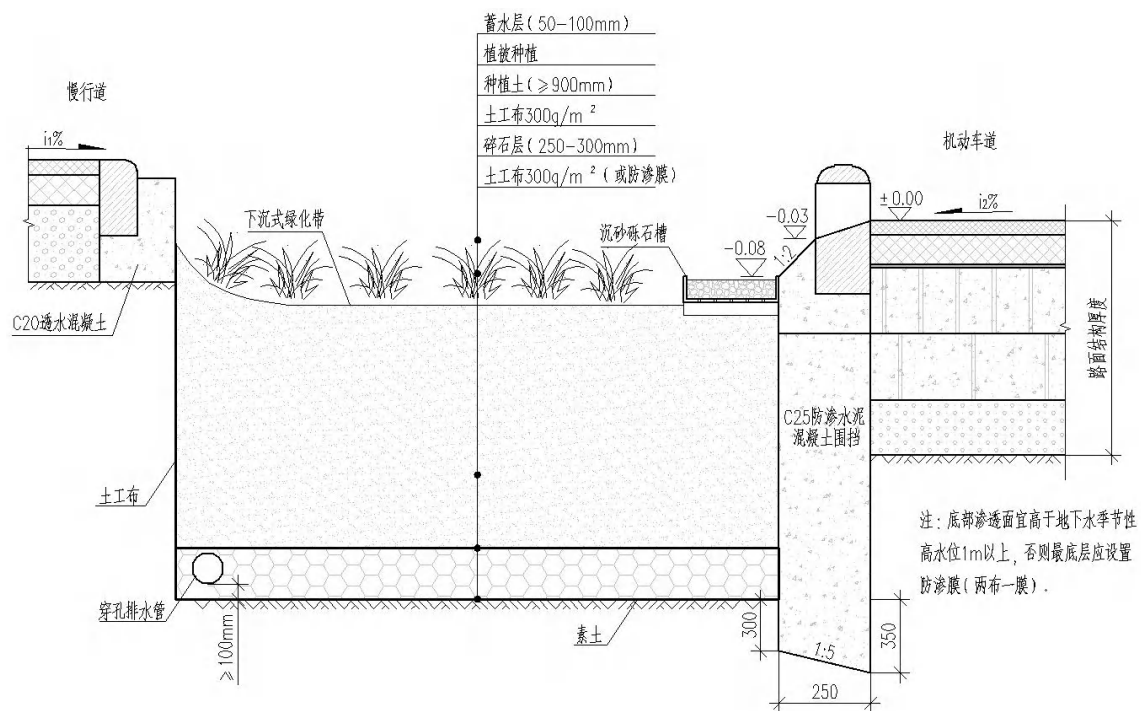 蓄水层(50-100mm)
植被种植
种植土(≥900mm)
土工布300g/m²
碎石层(250-300mm)
土工布300g/m²(或防渗膜)
慢行道
i₁%
机动车道
i₂%
±0.00
-0.03
-0.08
1:2
下沉式绿化带
沉砂砾石槽
C20透水混凝土
路面结构厚度
C25防渗水泥
混凝土围挡
土工布
注：底部渗透面宜高于地下水季节性
高水位1m以上，否则最底层应设置
防渗膜(两布一膜).
穿孔排水管
≥100mm
素土
300
1:5
350
250